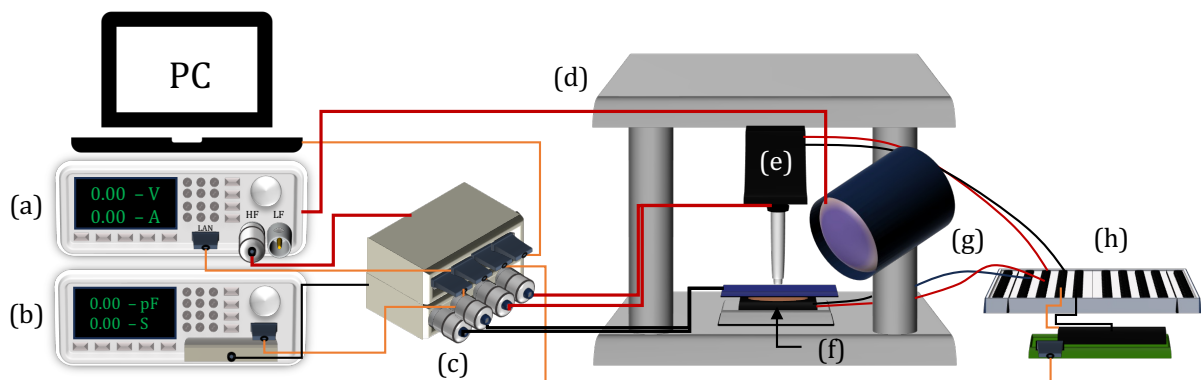 PC
(a)
0.00 – V
0.00 – A
HF LF
LAN
(b)
0.00 – pF
0.00 – S
(c)
(d)
(e)
(f)
(g)
(h)